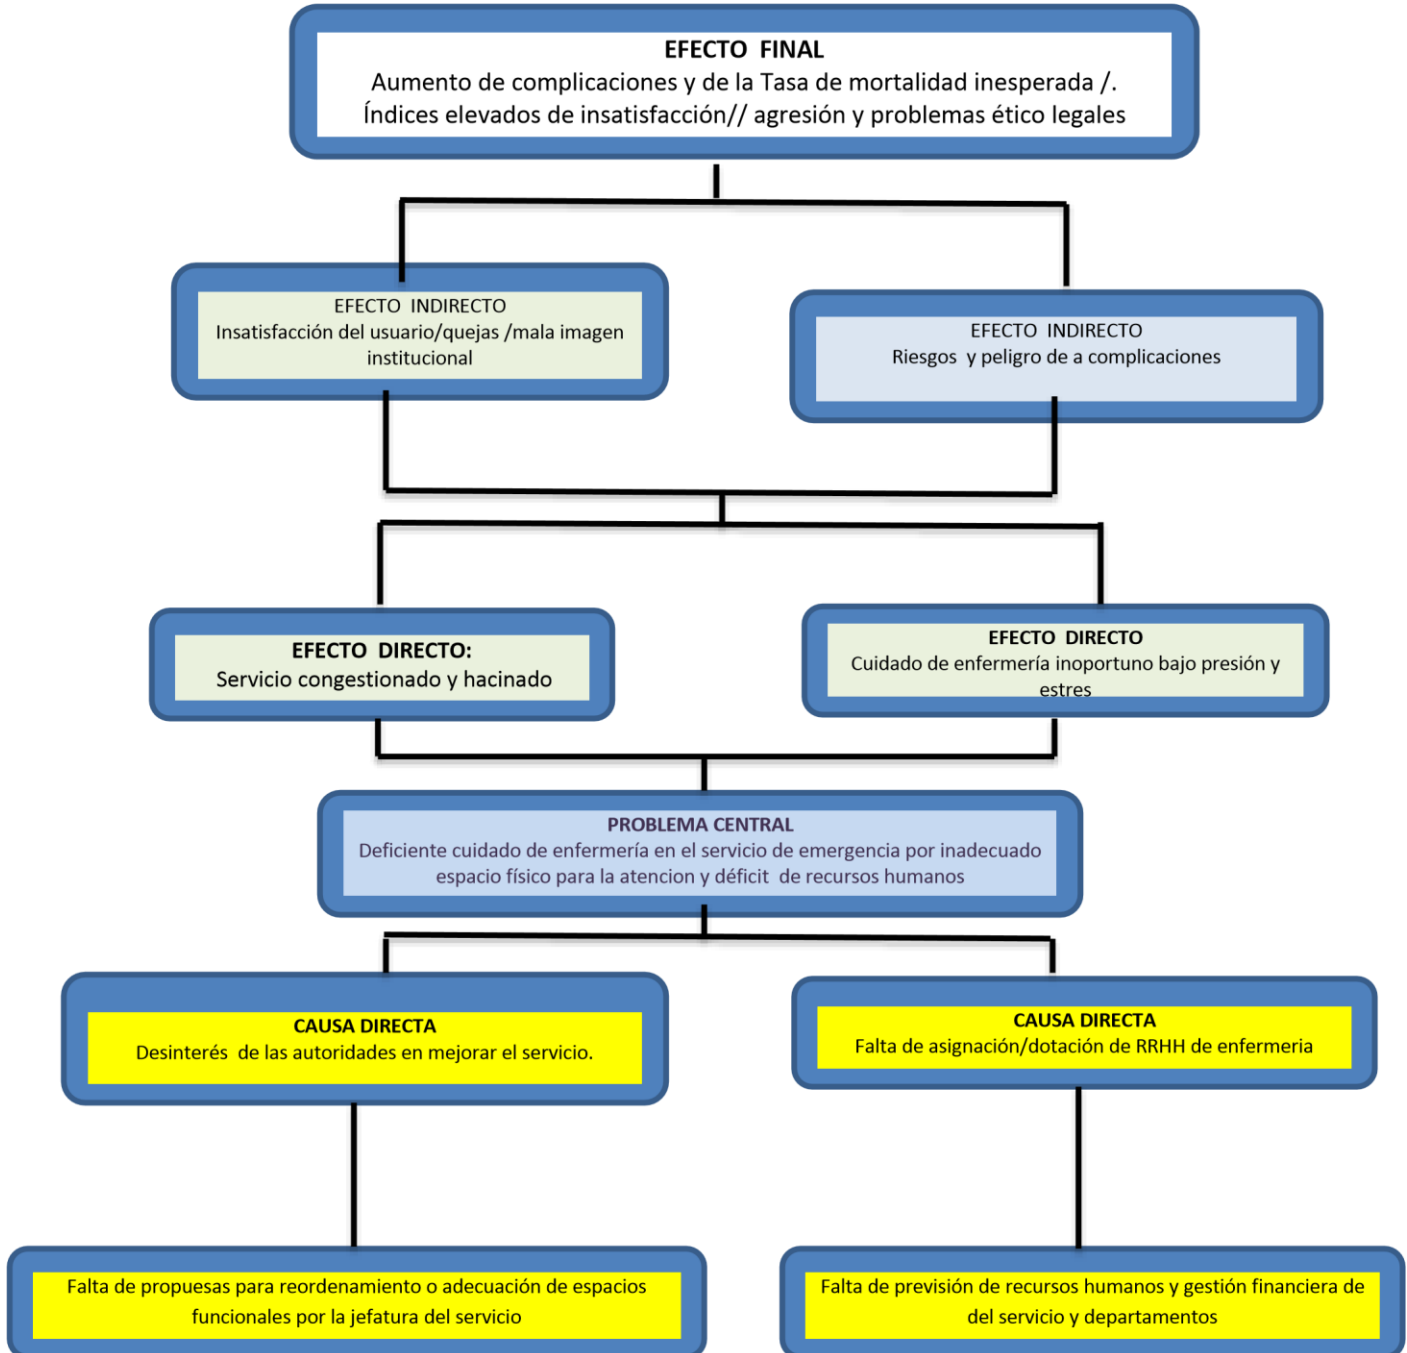 EFECTO FINAL
Aumento de complicaciones y de la Tasa de mortalidad inesperada /.
Índices elevados de insatisfacción// agresión y problemas ético legales
EFECTO INDIRECTO
Insatisfacción del usuario/quejas /mala imagen
institucional
EFECTO INDIRECTO
Riesgos y peligro de a complicaciones
EFECTO DIRECTO:
Servicio congestionado y hacinado
EFECTO DIRECTO
Cuidado de enfermería inoportuno bajo presión y
estres
PROBLEMA CENTRAL
Deficiente cuidado de enfermería en el servicio de emergencia por inadecuado
espacio físico para la atencion y déficit de recursos humanos
CAUSA DIRECTA
Desinterés de las autoridades en mejorar el servicio.
CAUSA DIRECTA
Falta de asignación/dotación de RRHH de enfermeria
Falta de propuesas para reordenamiento o adecuación de espacios
funcionales por la jefatura del servicio
Falta de previsión de recursos humanos y gestión financiera de
del servicio y departamentos